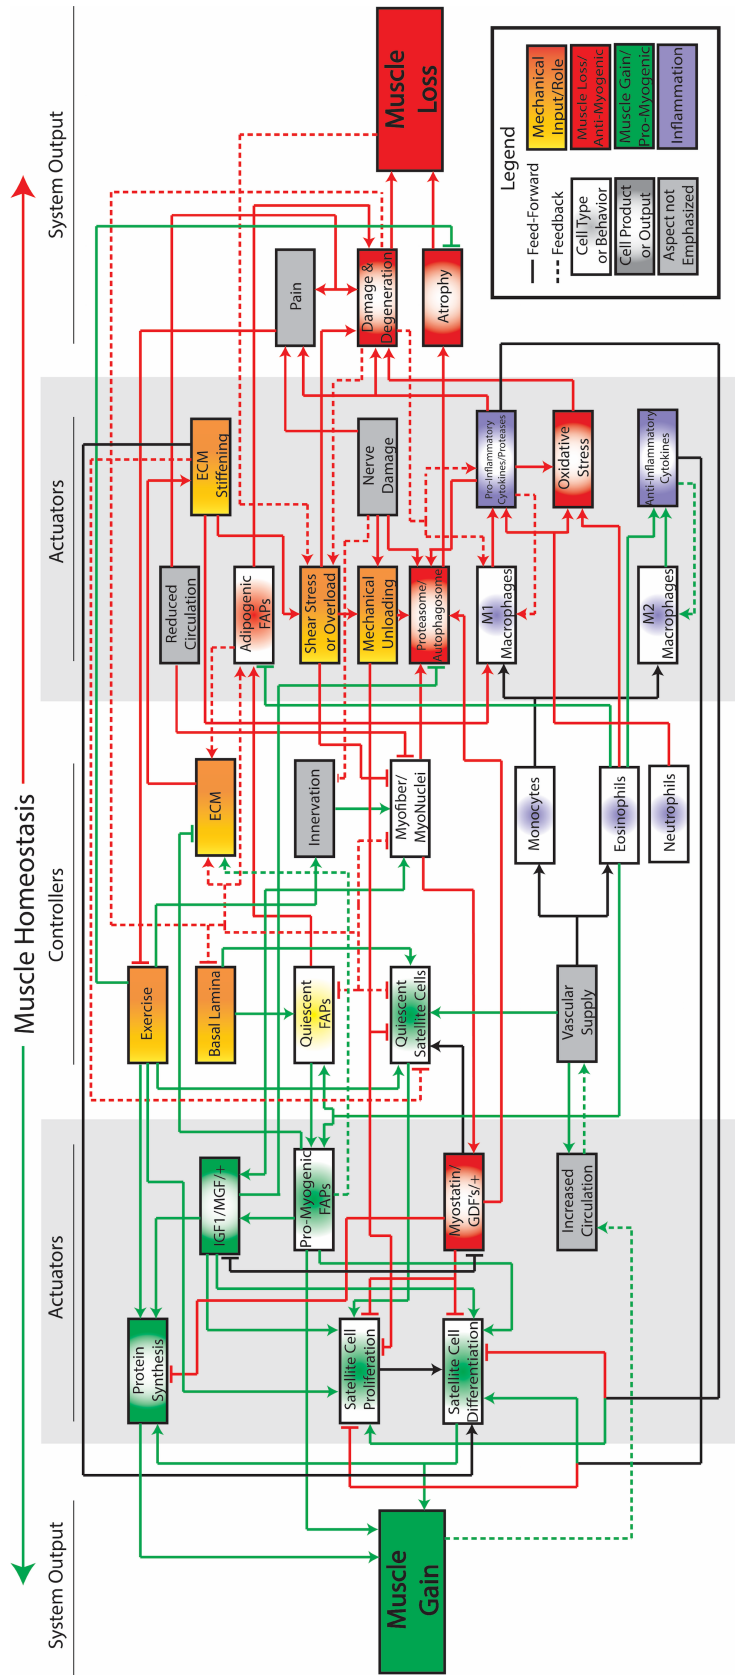 Muscle Homeostasis
System Output
Actuators
Controllers
Actuators
System Output
Muscle
Gain
Protein
Synthesis
Satellite Cell
Proliferation
Satellite Cell
Differentiation
IGF1/MGF/+
Pro-Myogenic
FAPs
Myostatin/
GDF's/+
Increased
Circulation
Exercise
Basal Lamina
Quiescent
FAPs
Quiescent
Satellite Cells
Vascular
Supply
ECM
Innervation
Myofiber/
MyoNuclei
Monocytes
Eosinophils
Neutrophils
Reduced
Circulation
Adipogenic
FAPs
Shear Stress
or Overload
Mechanical
Unloading
Proteasome/
Autophagosome
M1
Macrophages
M2
Macrophages
ECM
Stiffening
Nerve
Damage
Pro-Inflammatory
Cytokines/Proteases
Oxidative
Stress
Anti-Inflammatory
Cytokines
Pain
Damage &
Degeneration
Atrophy
Muscle
Loss
Legend
Feed-Forward
Feedback
Cell Type
or Behavior
Cell Product
or Output
Aspect not
Emphasized
Mechanical
Input/Role
Muscle Loss/
Anti-Myogenic
Muscle Gain/
Pro-Myogenic
Inflammation